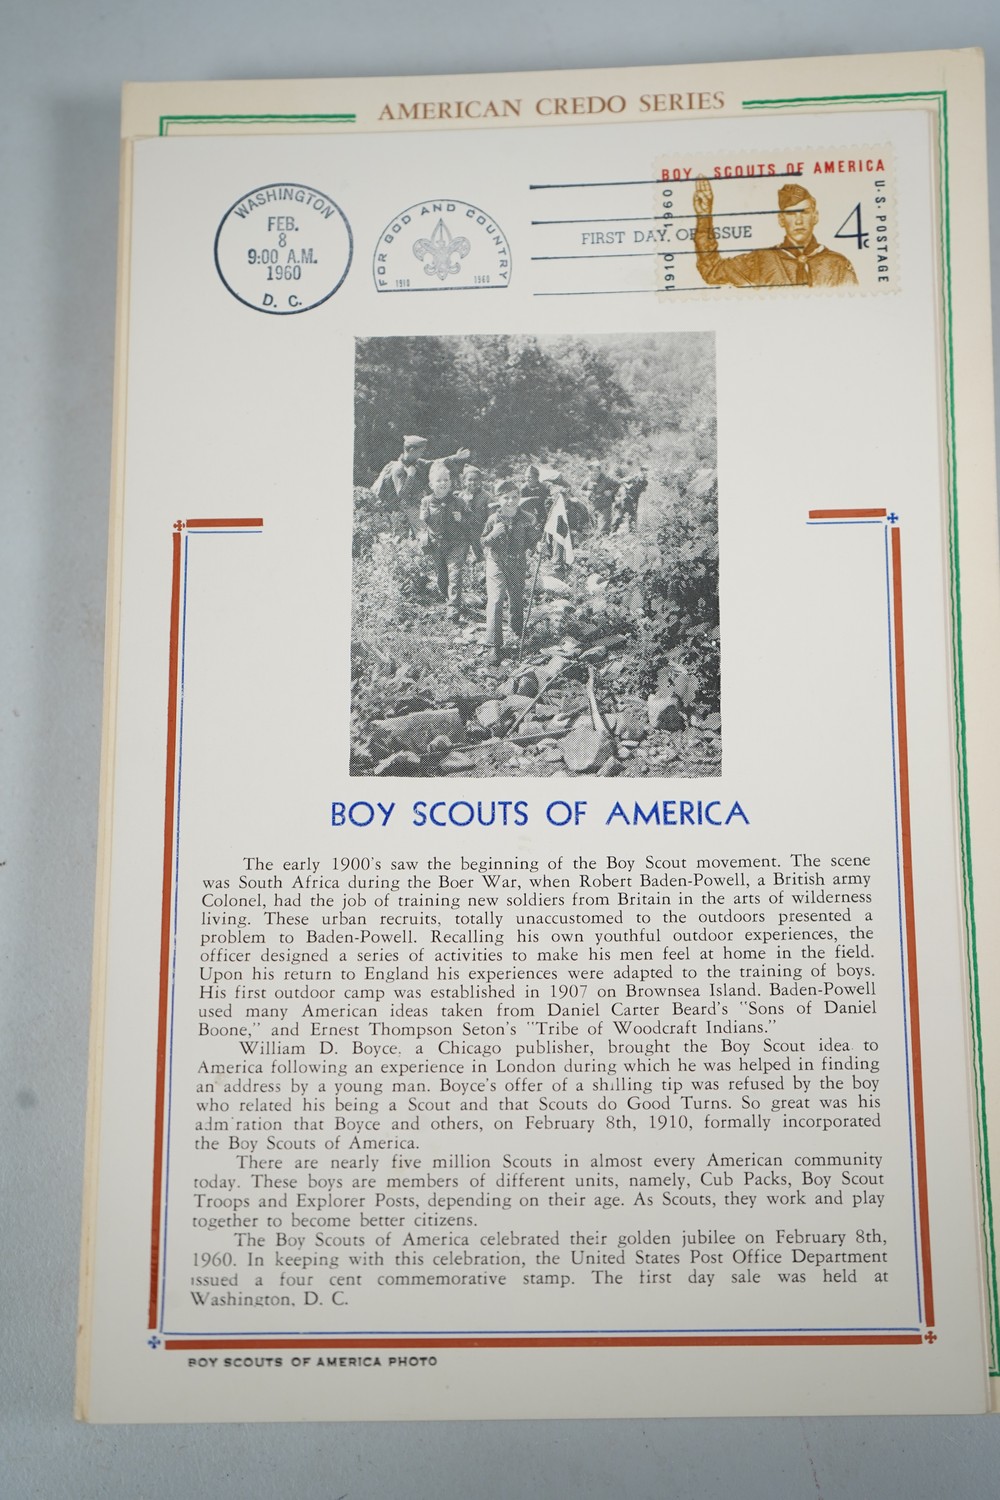 AMERICAN CREDO SERIES
WASHINGTON
FEB.
8
9:00 A.M.
1960
D. C.
FOR GOD AND COUNTRY
1910 1960
FIRST DAY OF ISSUE
BOY SCOUTS OF AMERICA
1910 1960
4c
U.S. POSTAGE
BOY SCOUTS OF AMERICA
The early 1900's saw the beginning of the Boy Scout movement. The scene
was South Africa during the Boer War, when Robert Baden-Powell, a British army
Colonel, had the job of training new soldiers from Britain in the arts of wilderness
living. These urban recruits, totally unaccustomed to the outdoors presented a
problem to Baden-Powell. Recalling his own youthful outdoor experiences, the
officer designed a series of activities to make his men feel at home in the field.
Upon his return to England his experiences were adapted to the training of boys.
His first outdoor camp was established in 1907 on Brownsea Island. Baden-Powell
used many American ideas taken from Daniel Carter Beard's "Sons of Daniel
Boone," and Ernest Thompson Seton's "Tribe of Woodcraft Indians."
William D. Boyce, a Chicago publisher, brought the Boy Scout idea to
America following an experience in London during which he was helped in finding
an address by a young man. Boyce's offer of a shilling tip was refused by the boy
who related his being a Scout and that Scouts do Good Turns. So great was his
admiration that Boyce and others, on February 8th, 1910, formally incorporated
the Boy Scouts of America.
There are nearly five million Scouts in almost every American community
today. These boys are members of different units, namely, Cub Packs, Boy Scout
Troops and Explorer Posts, depending on their age. As Scouts, they work and play
together to become better citizens.
The Boy Scouts of America celebrated their golden jubilee on February 8th,
1960. In keeping with this celebration, the United States Post Office Department
issued a four cent commemorative stamp. The first day sale was held at
Washington, D. C.
BOY SCOUTS OF AMERICA PHOTO